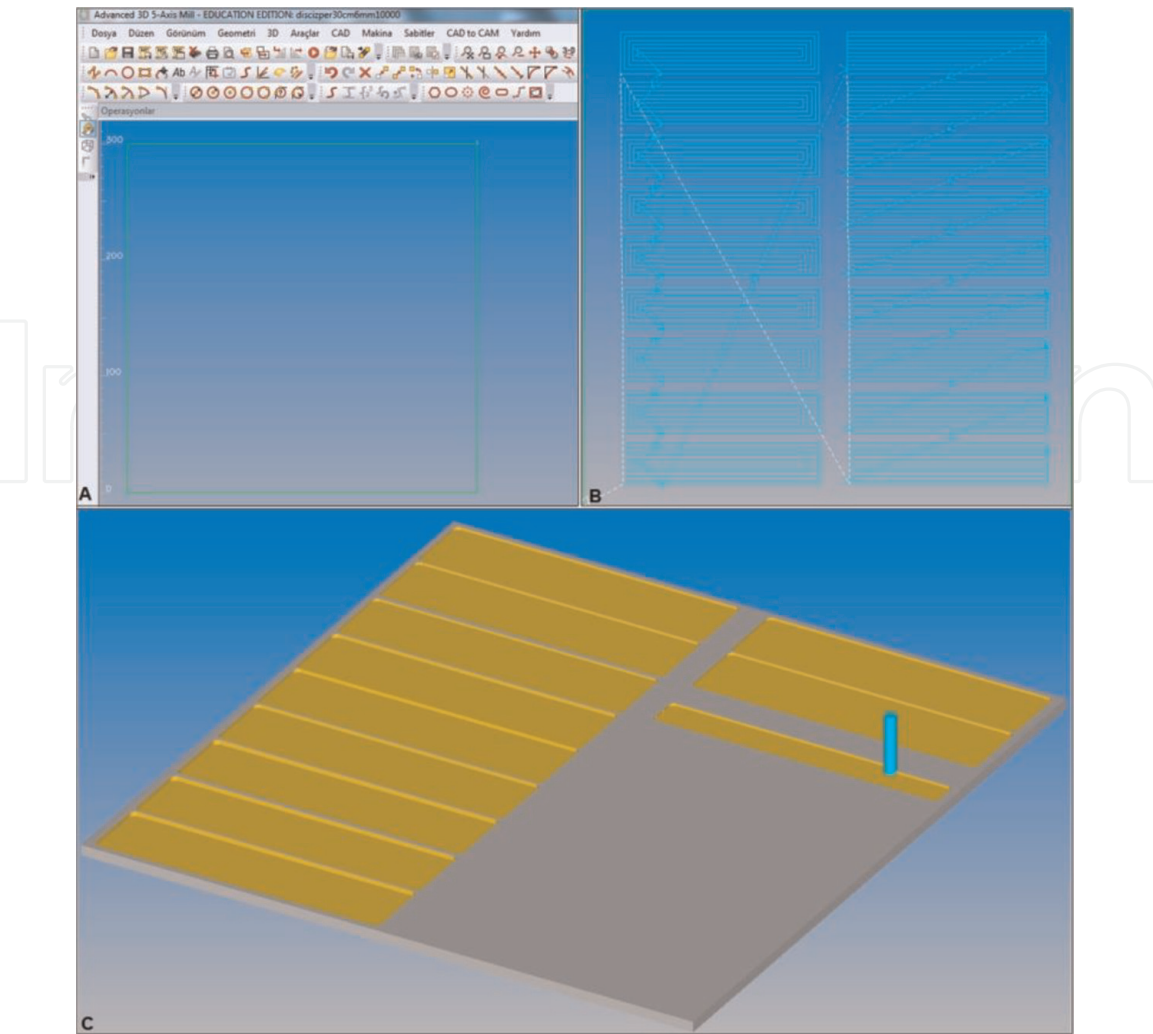 Advanced 3D 5-Axis Mill - EDUCATION EDITION: discizper30cm6mm10000
Dosya Düzen Görünüm Geometri 3D Araçlar CAD Makina Sabitler CAD to CAM Yardım
Ab
Operasyonlar
300
200
100
0
A
B
C